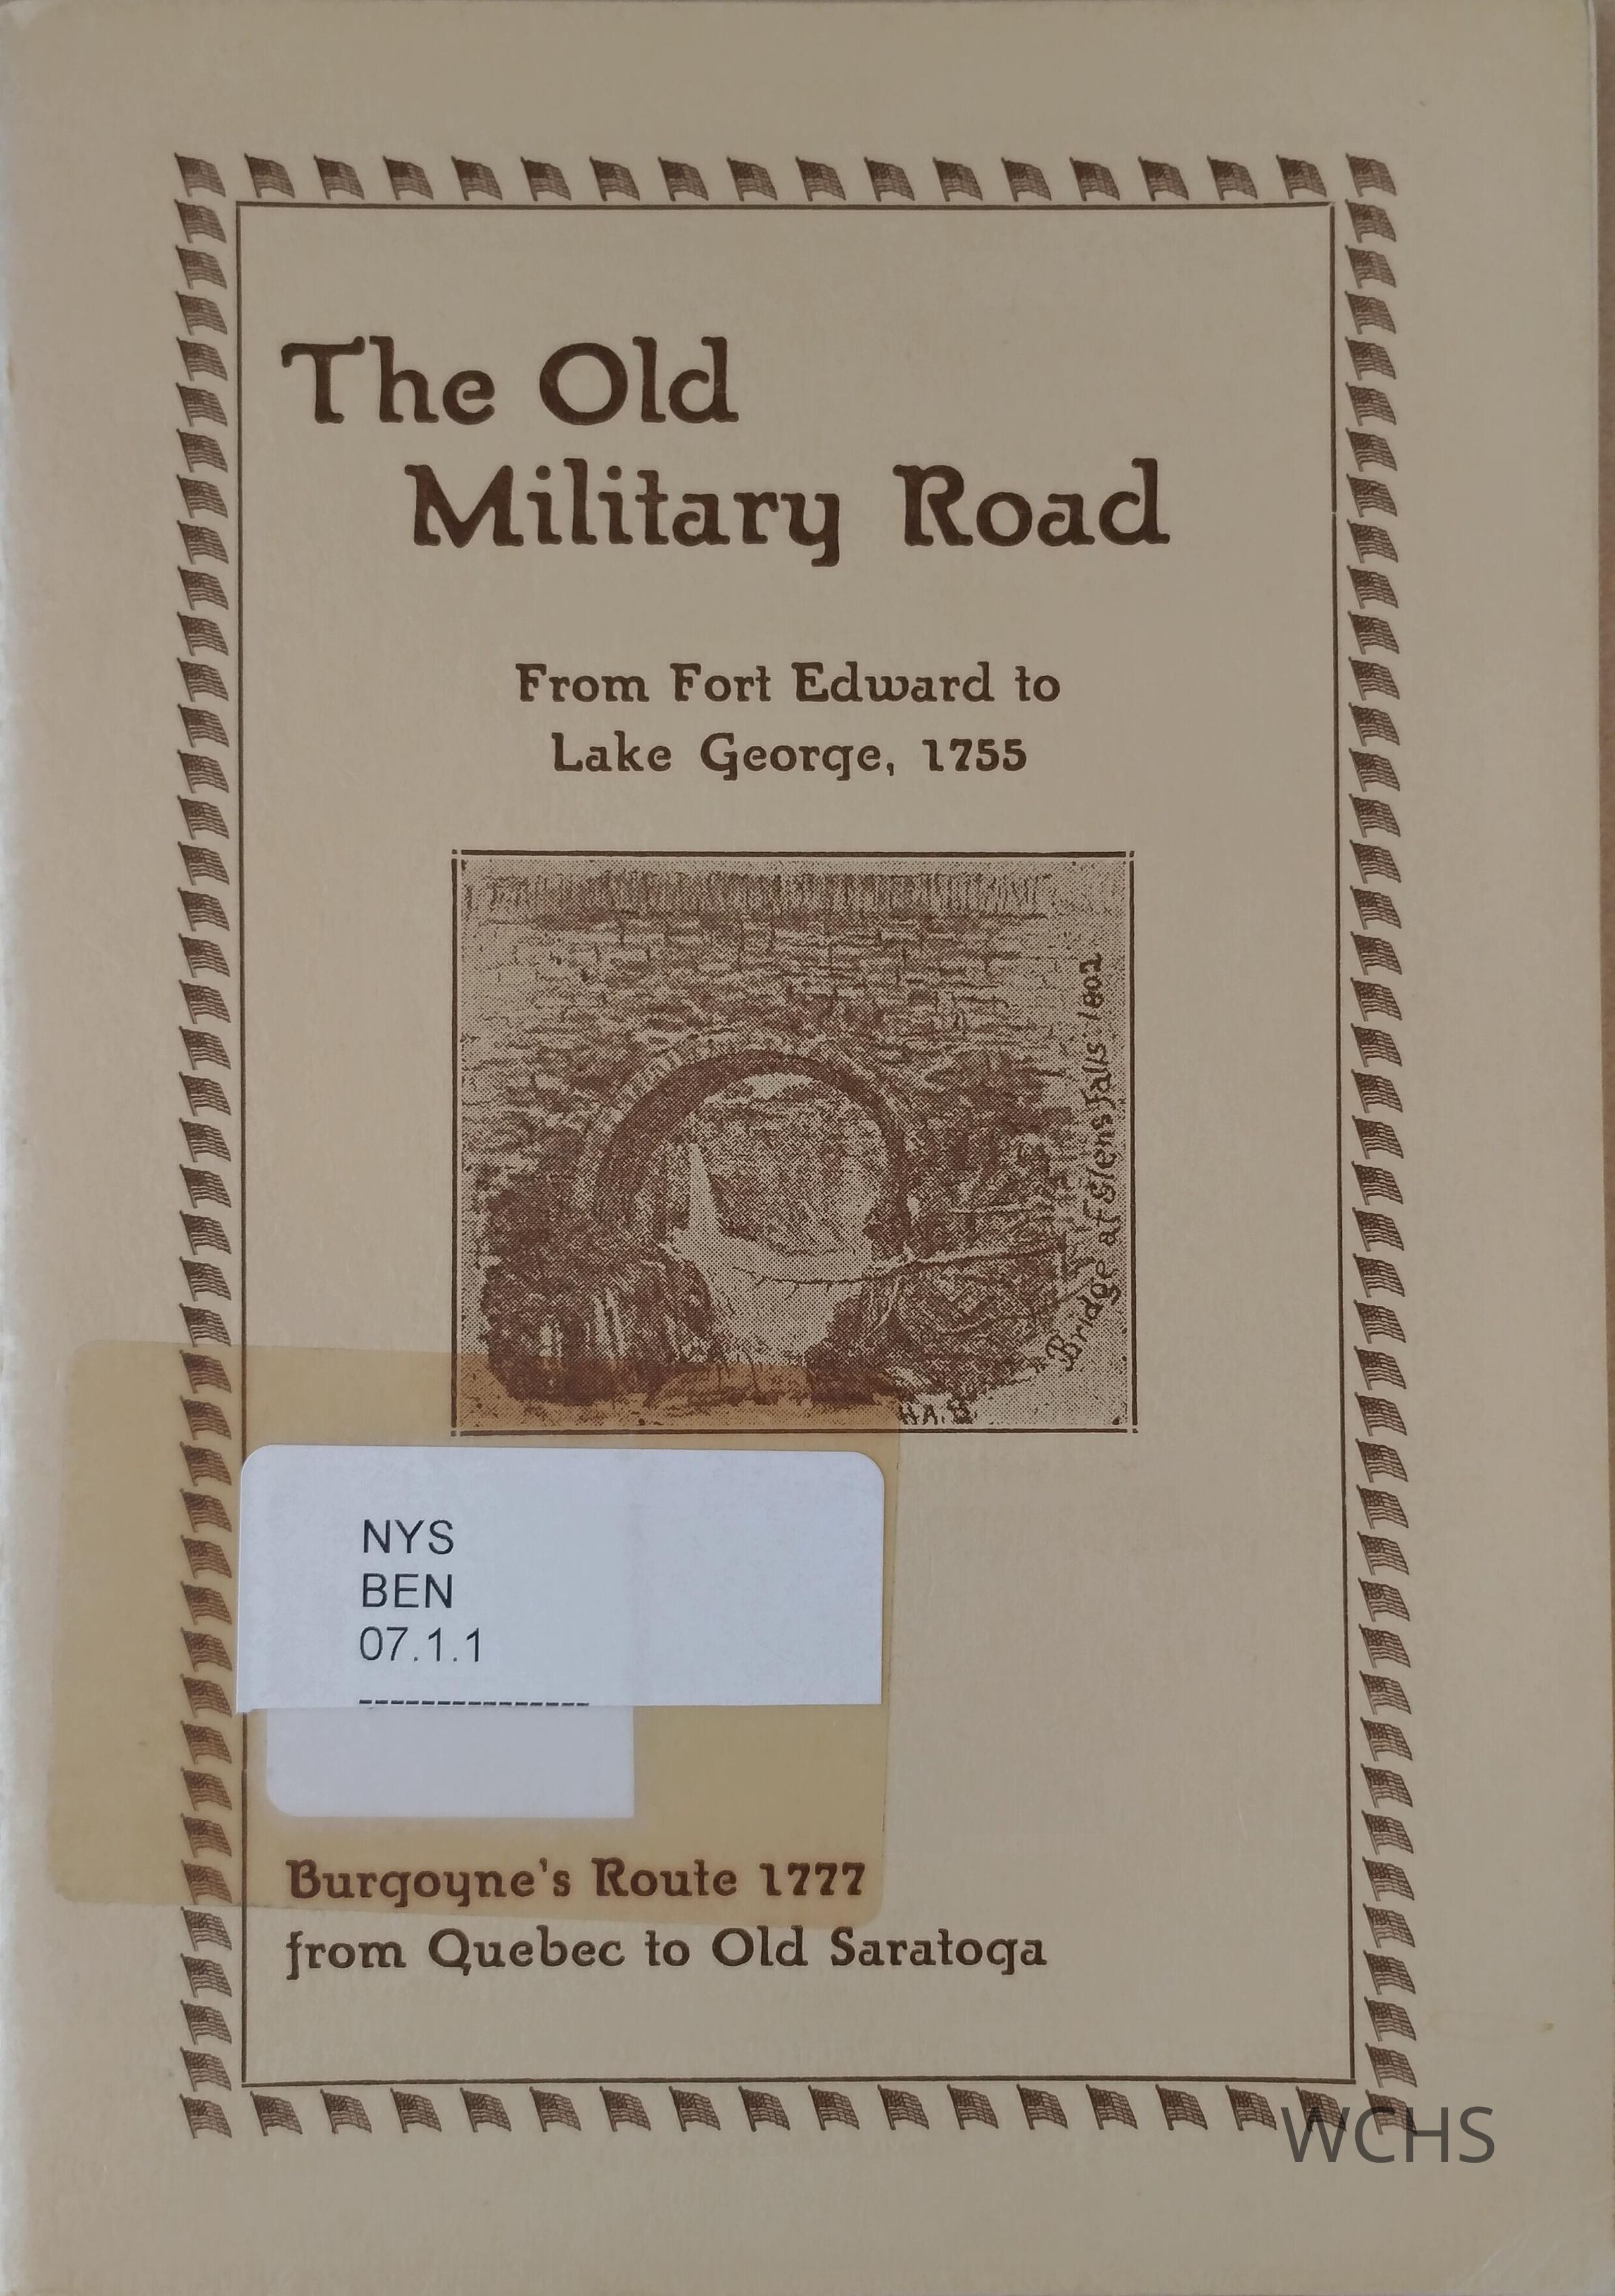 The Old
Military Road
From Fort Edward to
Lake George, 1755
Bridge at Glens Falls 1802
H.A.B.
NYS
BEN
07.1.1
---------------
Burgoyne's Route 1777
from Quebec to Old Saratoga
WCHS